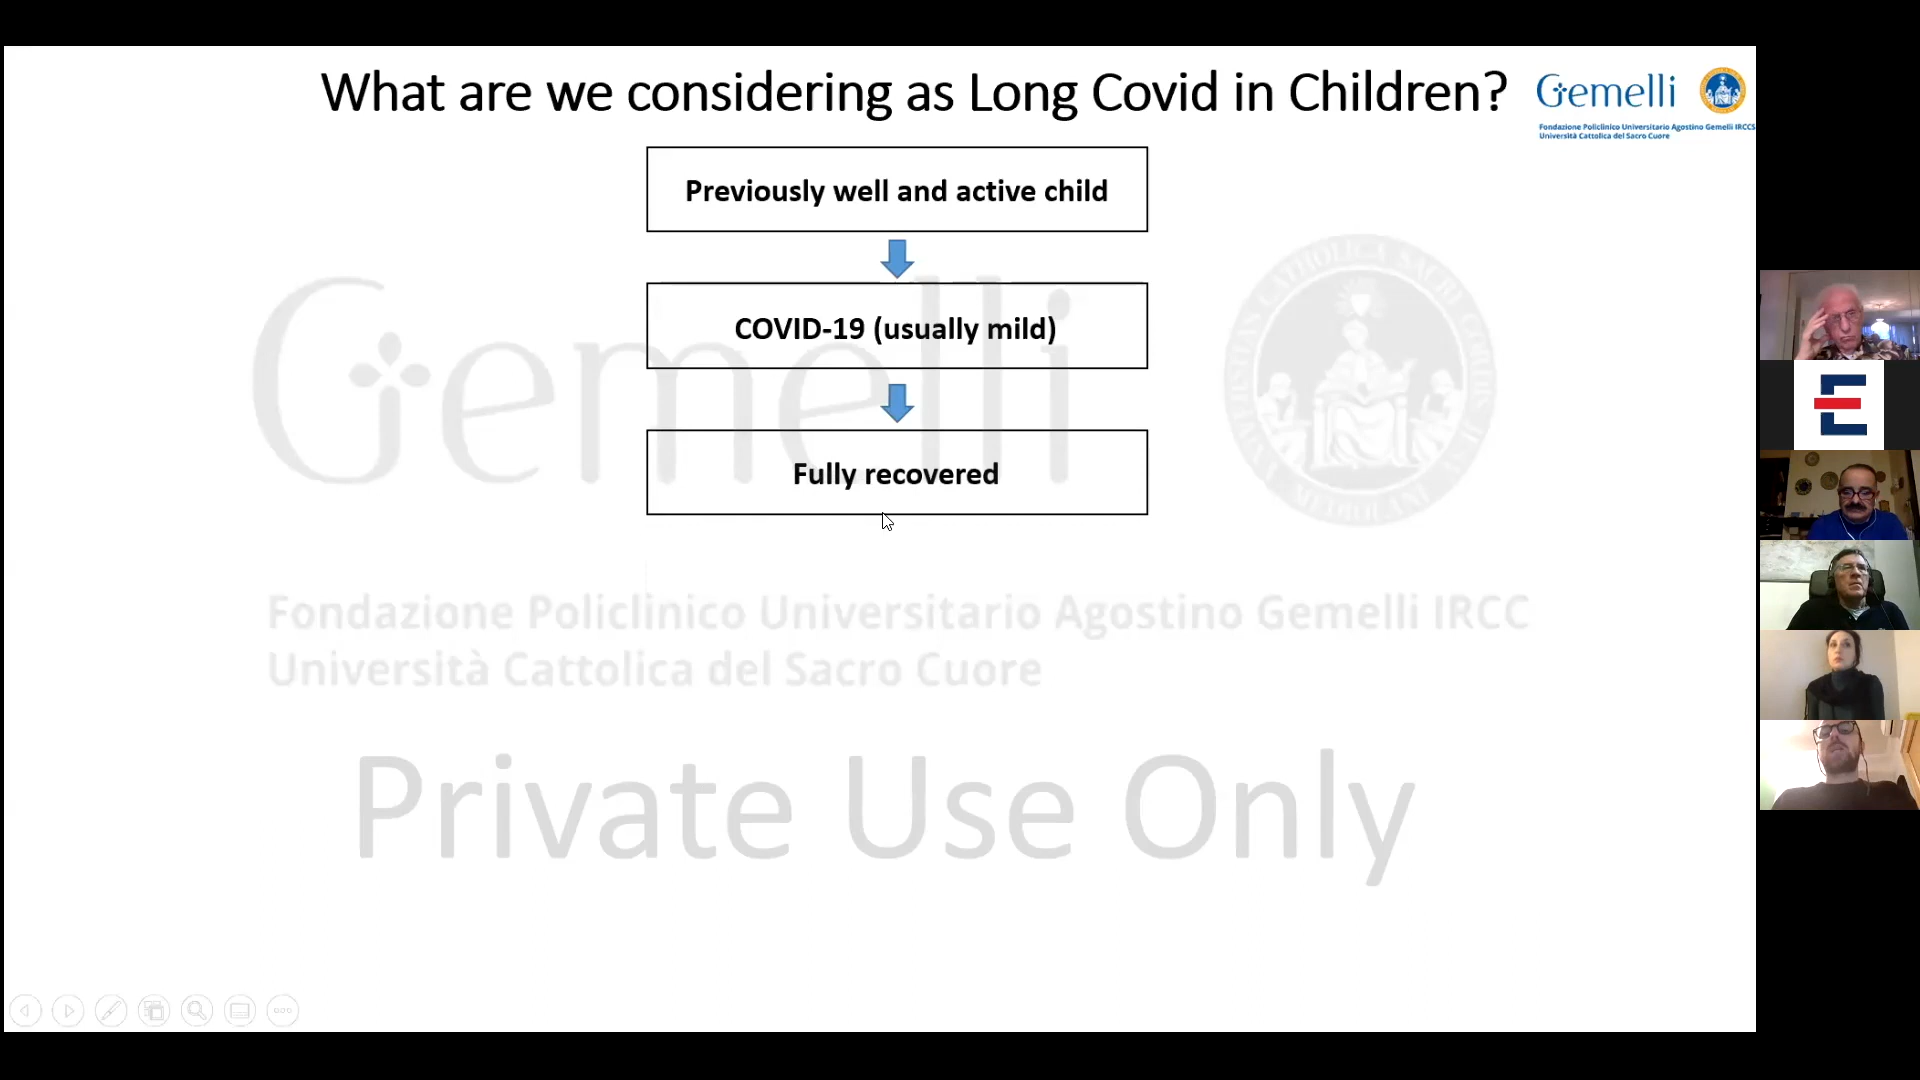 What are we considering as Long Covid in Children?
Gemelli
Fondazione Policlinico Universitario Agostino Gemelli IRCCS
Università Cattolica del Sacro Cuore
Previously well and active child
COVID-19 (usually mild)
Fully recovered
Gemelli
Fondazione Policlinico Universitario Agostino Gemelli IRCC
Università Cattolica del Sacro Cuore
Private Use Only